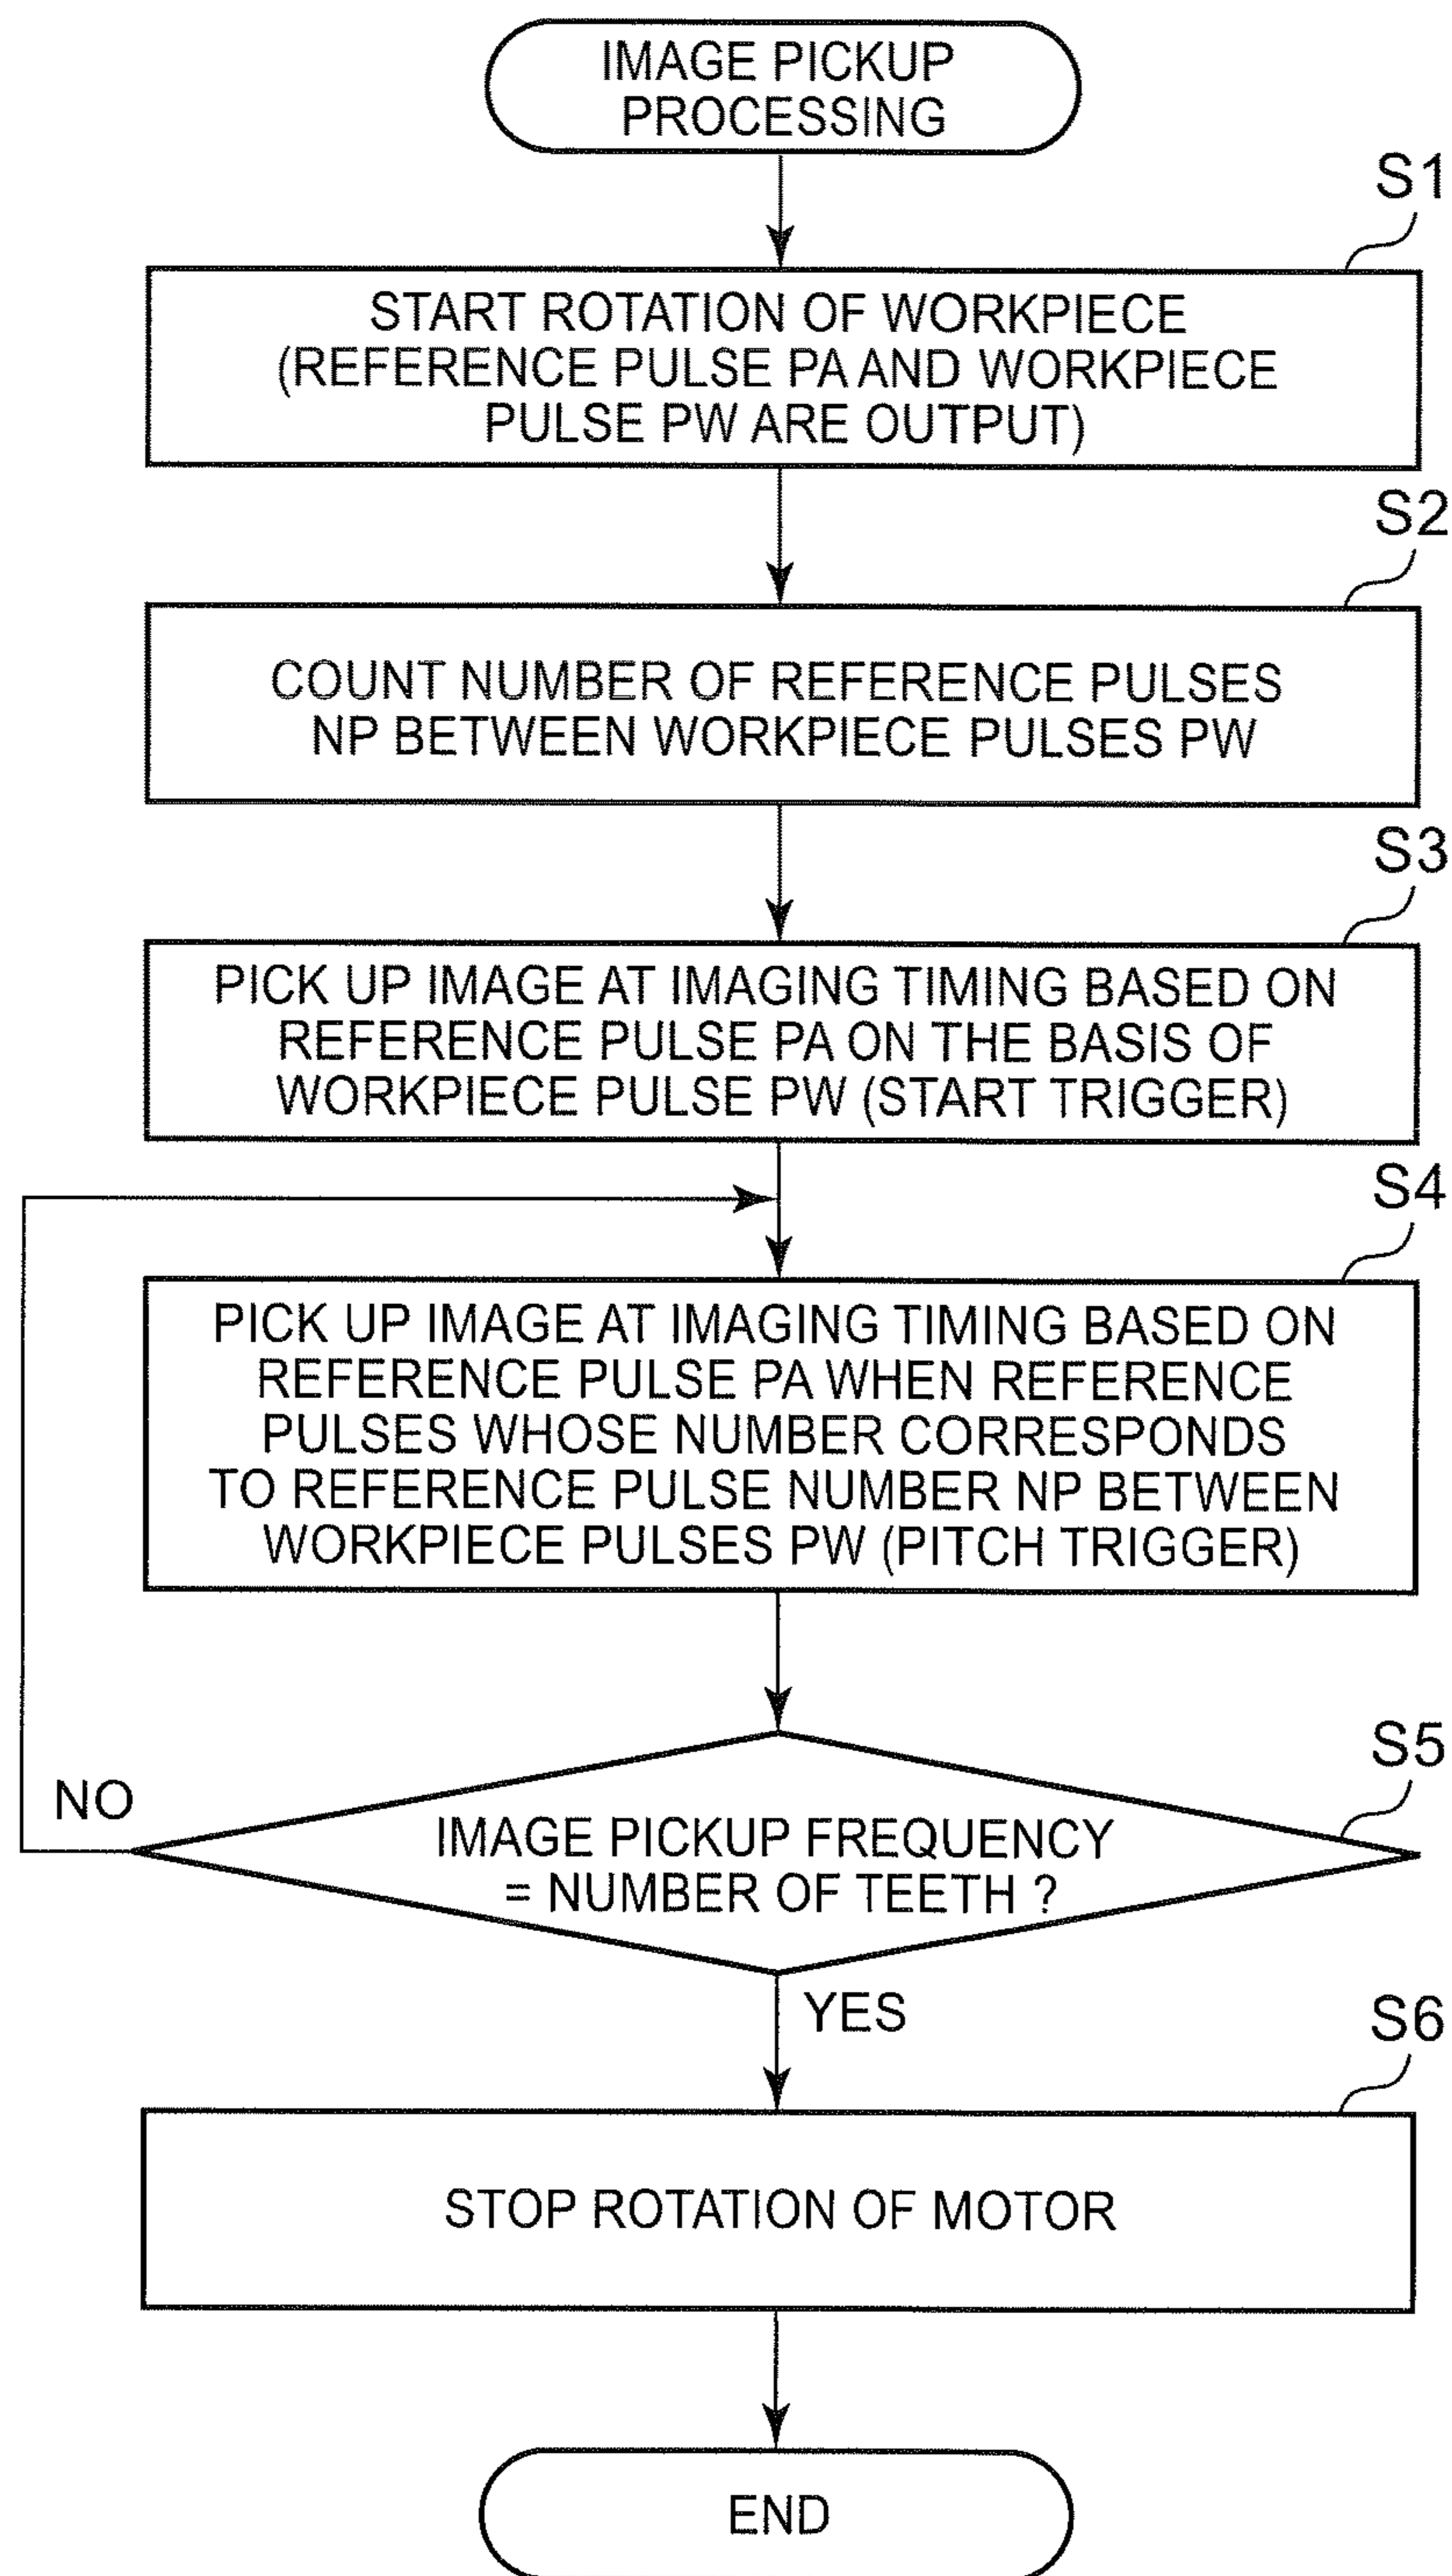 IMAGE PICKUP
PROCESSING
S1
START ROTATION OF WORKPIECE
(REFERENCE PULSE PA AND WORKPIECE
PULSE PW ARE OUTPUT)
S2
COUNT NUMBER OF REFERENCE PULSES
NP BETWEEN WORKPIECE PULSES PW
S3
PICK UP IMAGE AT IMAGING TIMING BASED ON
REFERENCE PULSE PA ON THE BASIS OF
WORKPIECE PULSE PW (START TRIGGER)
S4
PICK UP IMAGE AT IMAGING TIMING BASED ON
REFERENCE PULSE PA WHEN REFERENCE
PULSES WHOSE NUMBER CORRESPONDS
TO REFERENCE PULSE NUMBER NP BETWEEN
WORKPIECE PULSES PW (PITCH TRIGGER)
S5
NO
IMAGE PICKUP FREQUENCY
= NUMBER OF TEETH ?
YES
S6
STOP ROTATION OF MOTOR
END